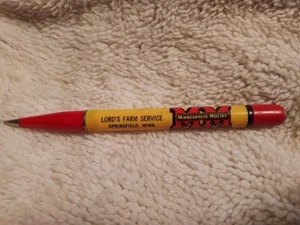 LORD'S FARM SERVICE
SPRINGFIELD, MINN.
MM
MINNEAPOLIS MOLINE